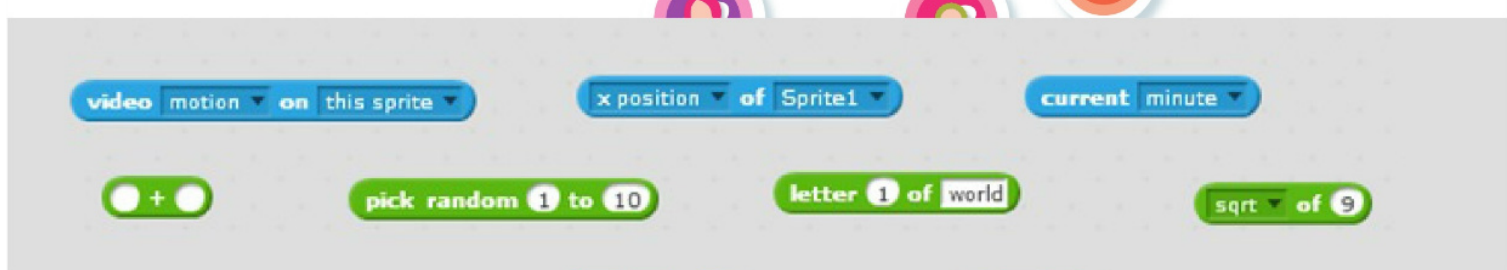 video motion on this sprite
x position of Sprite1
current minute
+
pick random 1 to 10
letter 1 of world
sqrt of 9